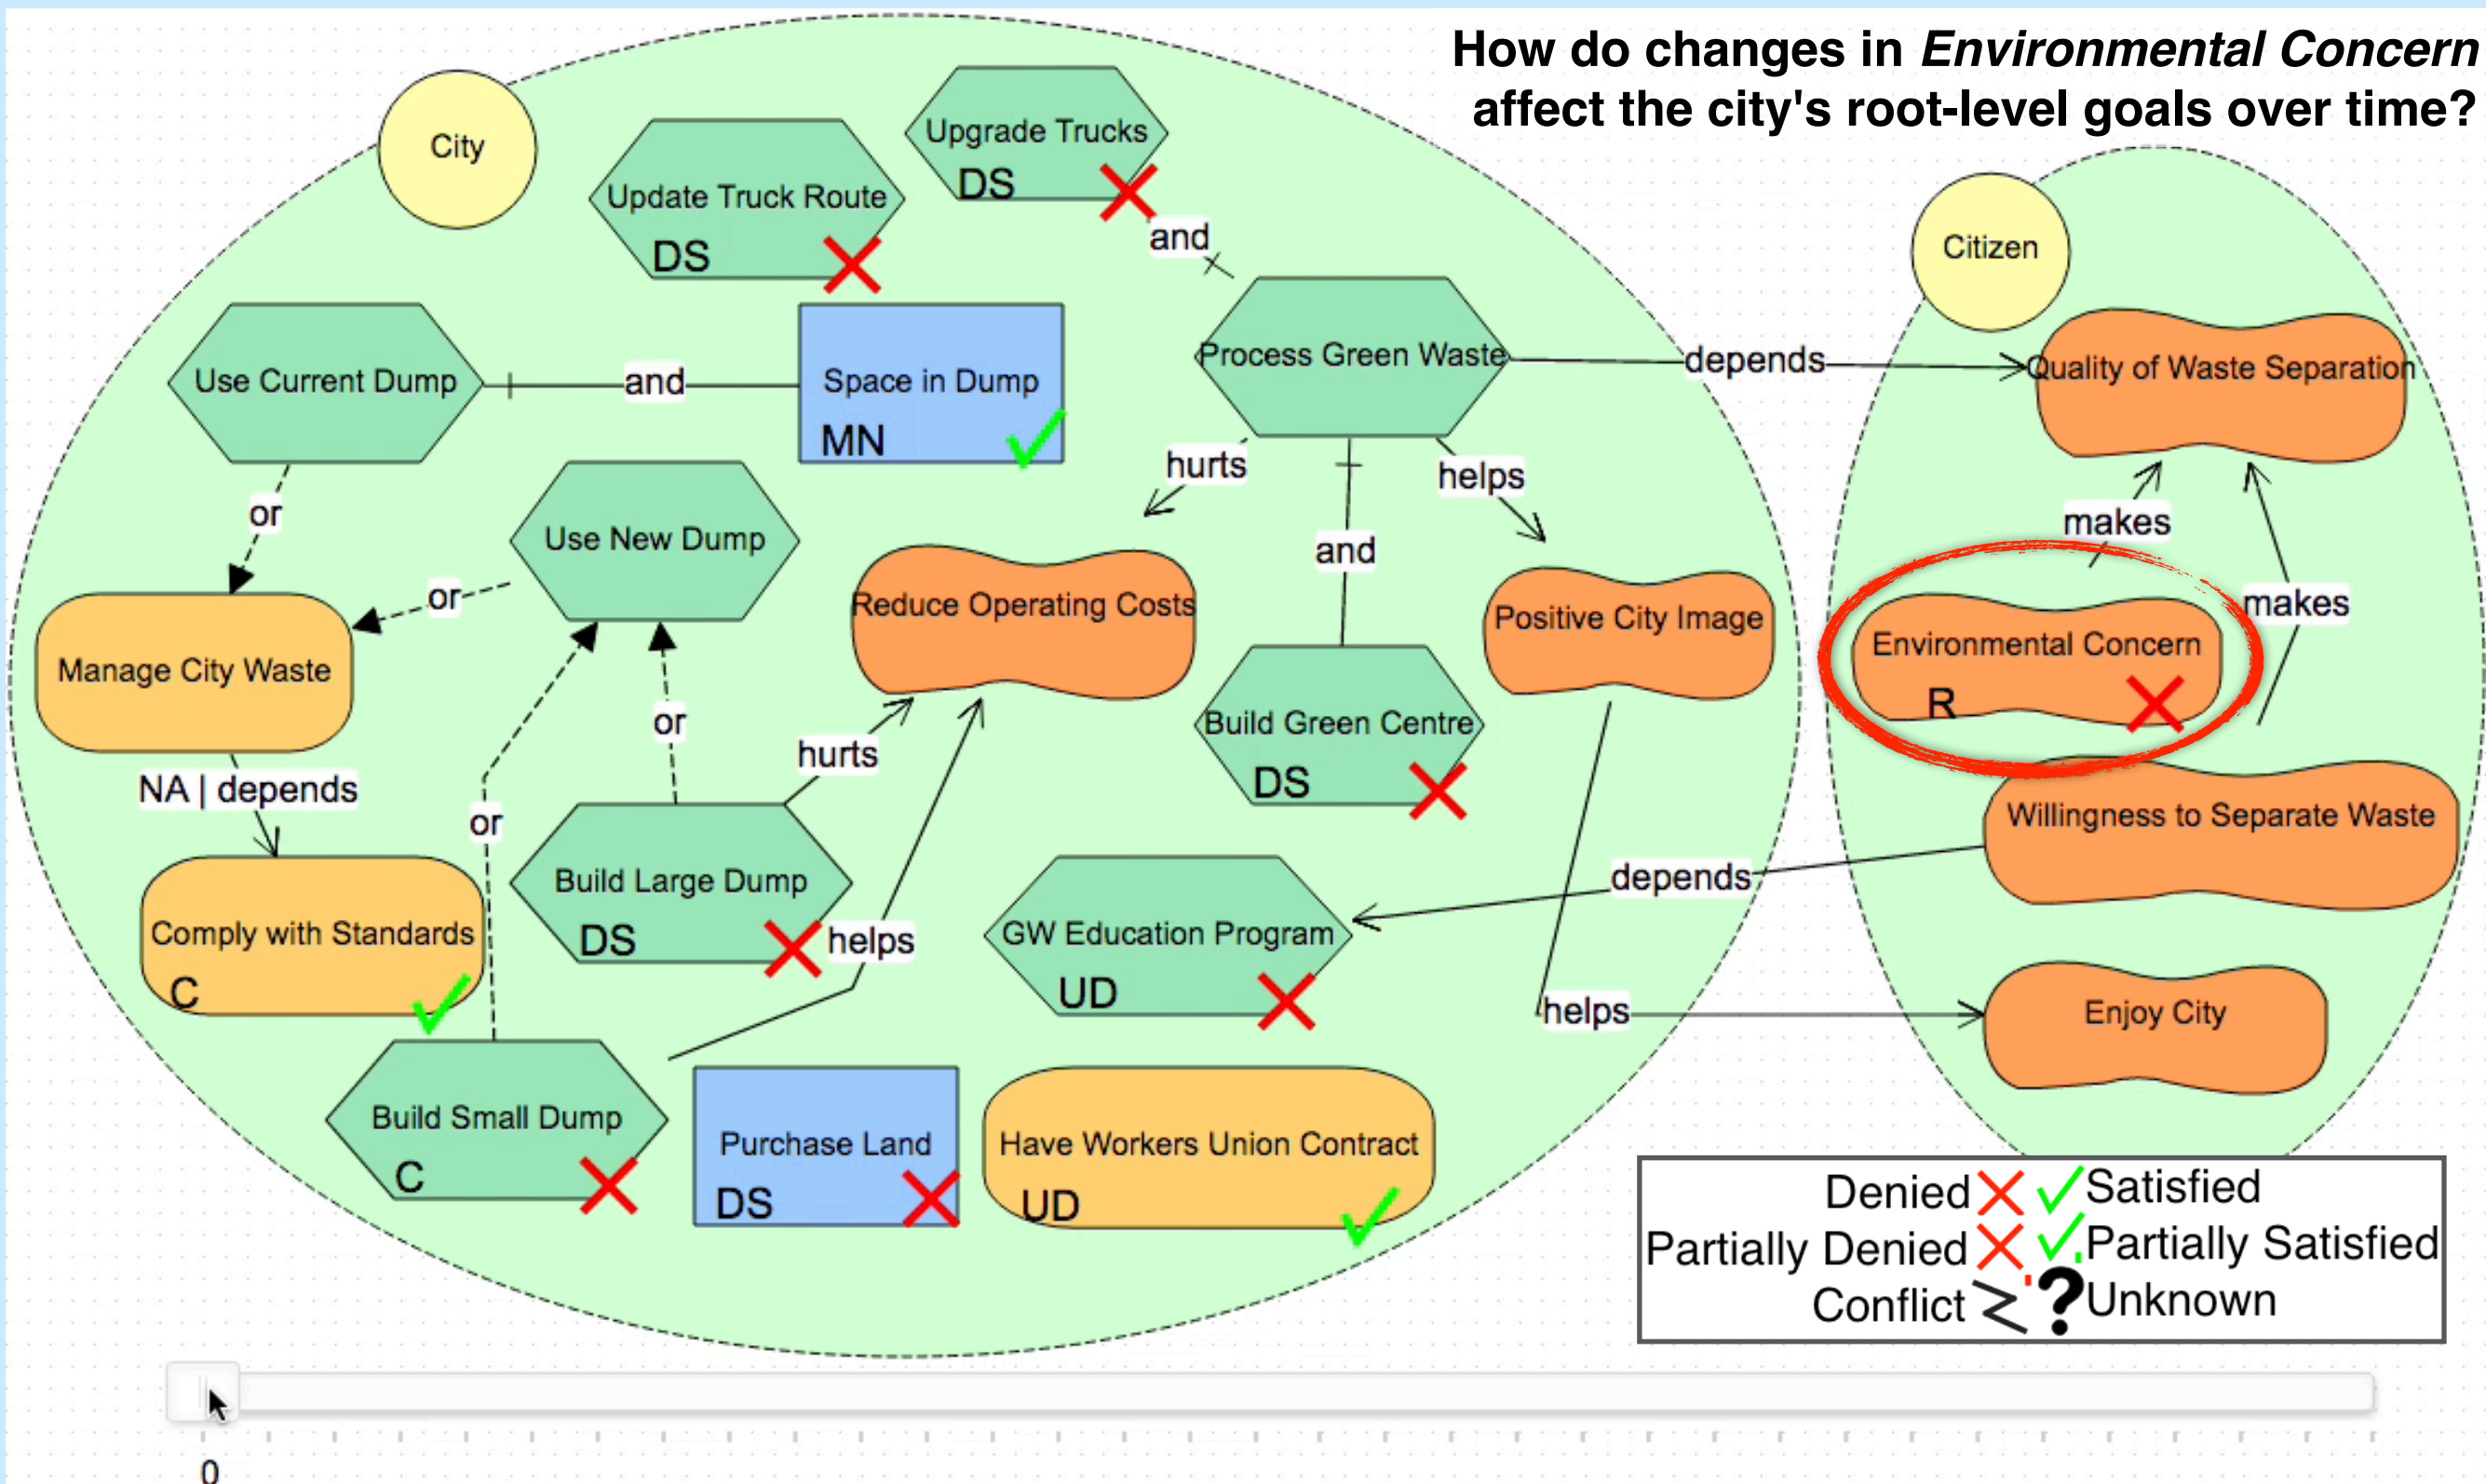 How do changes in Environmental Concern
affect the city's root-level goals over time?
City
Upgrade Trucks
DS
Update Truck Route
DS
and
Citizen
Use Current Dump
and
Space in Dump
MN
Process Green Waste
depends
Quality of Waste Separation
or
Use New Dump
hurts
helps
makes
or
and
Manage City Waste
Reduce Operating Costs
Positive City Image
Environmental Concern
R
makes
NA | depends
or
or
hurts
Build Green Centre
DS
Willingness to Separate Waste
Comply with Standards
C
Build Large Dump
DS
helps
GW Education Program
UD
depends
helps
Enjoy City
Build Small Dump
C
Purchase Land
DS
Have Workers Union Contract
UD
Denied Satisfied
Partially Denied Partially Satisfied
Conflict ? Unknown
0